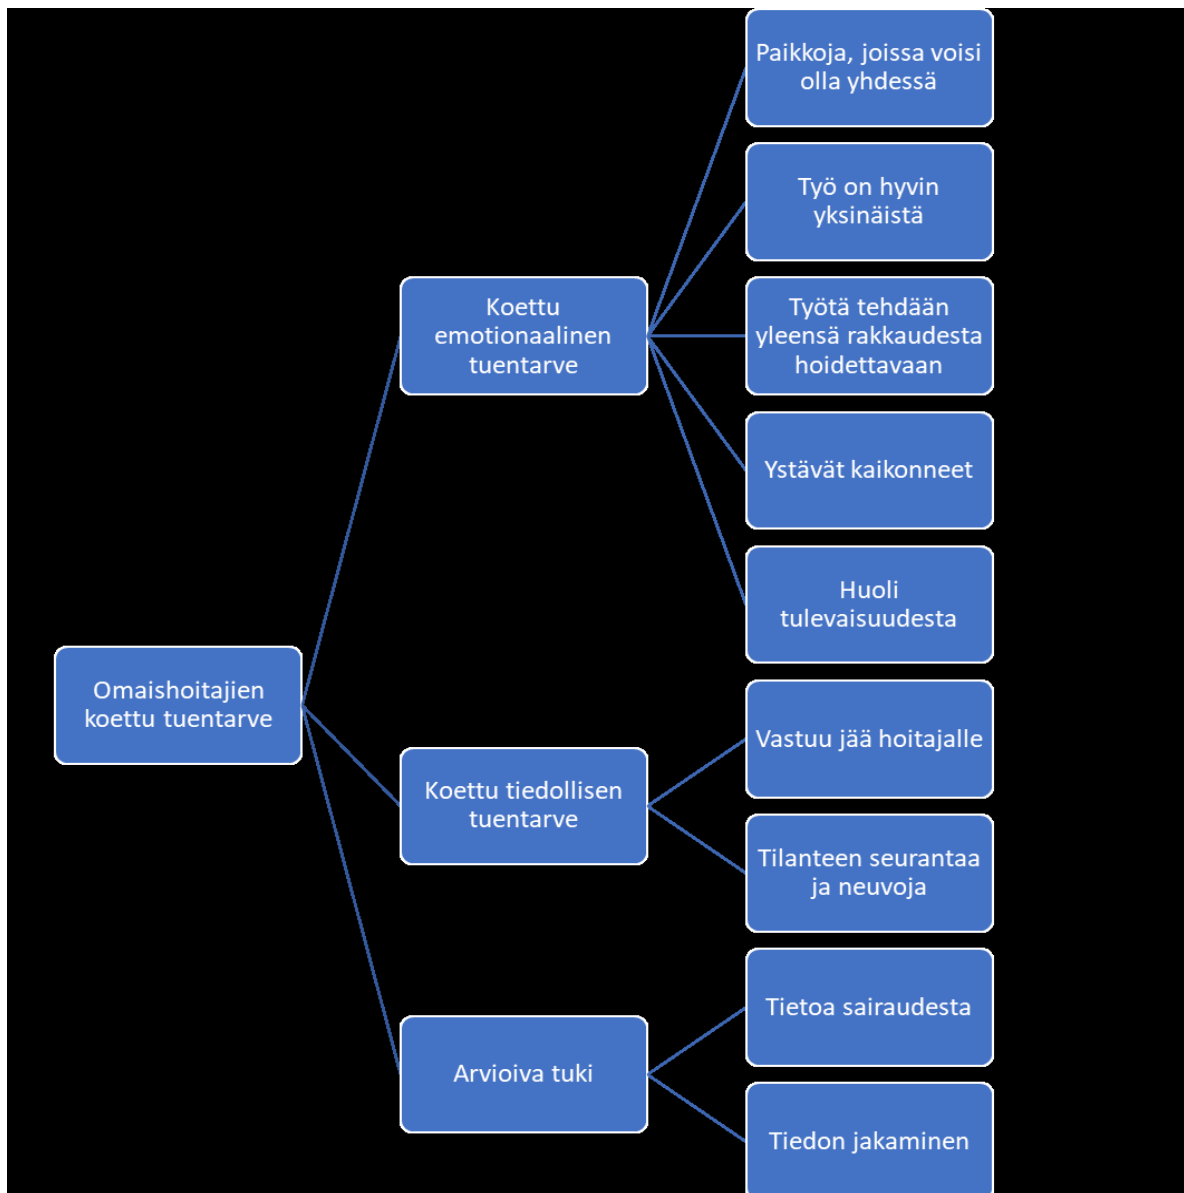 Omaishoitajien
koettu tuentarve
Koettu
emotionaalinen
tuentarve
Paikkoja, joissa voisi
olla yhdessä
Työ on hyvin
yksinäistä
Työtä tehdään
yleensä rakkaudesta
hoidettavaan
Ystävät kaikonneet
Huoli
tulevaisuudesta
Koettu tiedollisen
tuentarve
Vastuu jää hoitajalle
Tilanteen seurantaa
ja neuvoja
Arvioiva tuki
Tietoa sairaudesta
Tiedon jakaminen